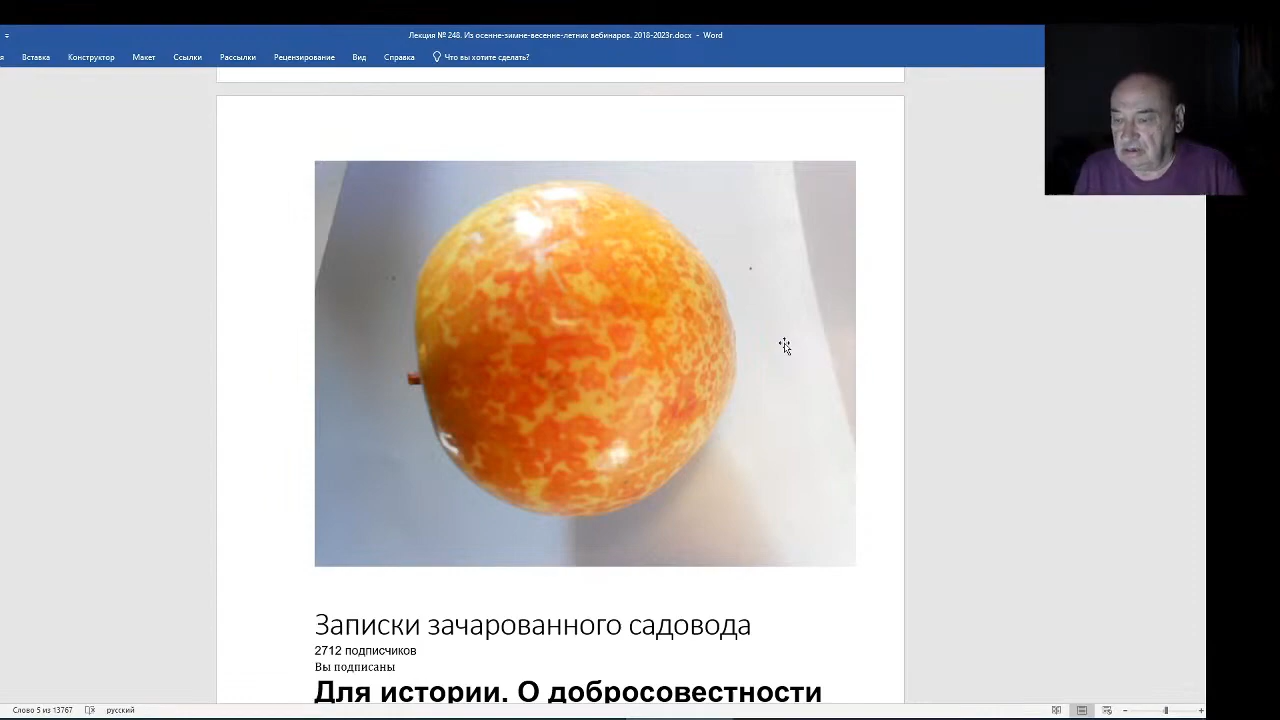 Лекция № 248. Из осенне-зимне-весенне-летних вебинаров. 2018-2023г.docx - Word
Вставка Конструктор Макет Ссылки Рассылки Рецензирование Вид Справка Что вы хотите сделать?
Записки зачарованного садовода
2712 подписчиков
Вы подписаны
Для истории. О добросовестности
Слово 5 из 13767 русский